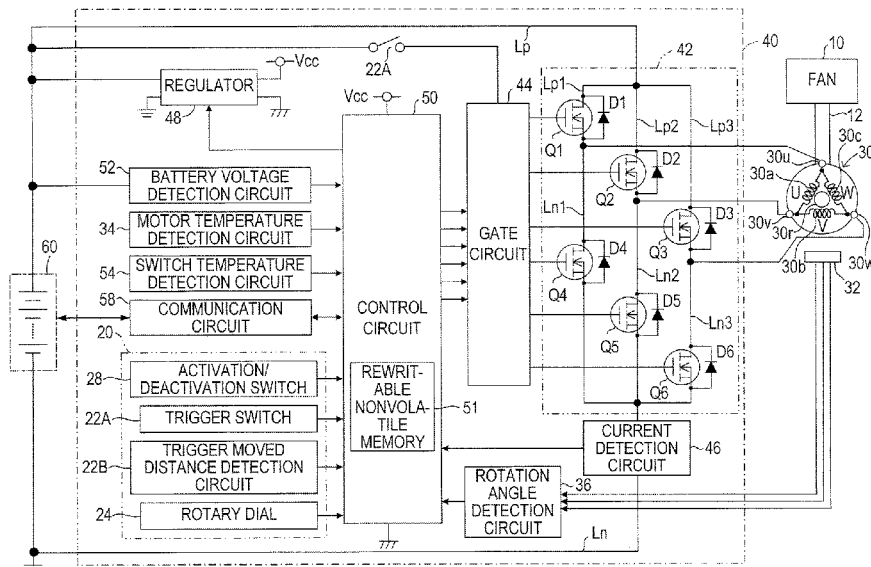 Lp
42
40
22A
Vcc
REGULATOR
48
Vcc
50
44
Lp1
D1
Q1
Lp2
Lp3
10
FAN
12
30c
30u
30
30a
U
W
30v
30r
V
30b
30w
32
52
BATTERY VOLTAGE
DETECTION CIRCUIT
34
MOTOR TEMPERATURE
DETECTION CIRCUIT
54
SWITCH TEMPERATURE
DETECTION CIRCUIT
58
COMMUNICATION
CIRCUIT
60
CONTROL
CIRCUIT
GATE
CIRCUIT
D2
Q2
Ln1
D3
Q3
D4
Q4
Ln2
D5
Q5
Ln3
D6
Q6
20
28
ACTIVATION/
DEACTIVATION SWITCH
22A
TRIGGER SWITCH
22B
TRIGGER MOVED
DISTANCE DETECTION
CIRCUIT
24
ROTARY DIAL
REWRIT-
ABLE
NONVOLA-
TILE
MEMORY
51
CURRENT
DETECTION
CIRCUIT
46
ROTATION
ANGLE
DETECTION
CIRCUIT
36
Ln